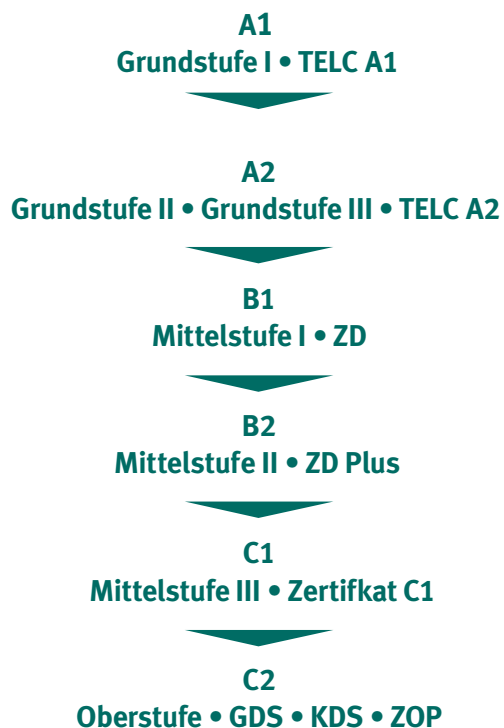 A1
Grundstufe I • TELC A1
A2
Grundstufe II • Grundstufe III • TELC A2
B1
Mittelstufe I • ZD
B2
Mittelstufe II • ZD Plus
C1
Mittelstufe III • Zertifkat C1
C2
Oberstufe • GDS • KDS • ZOP